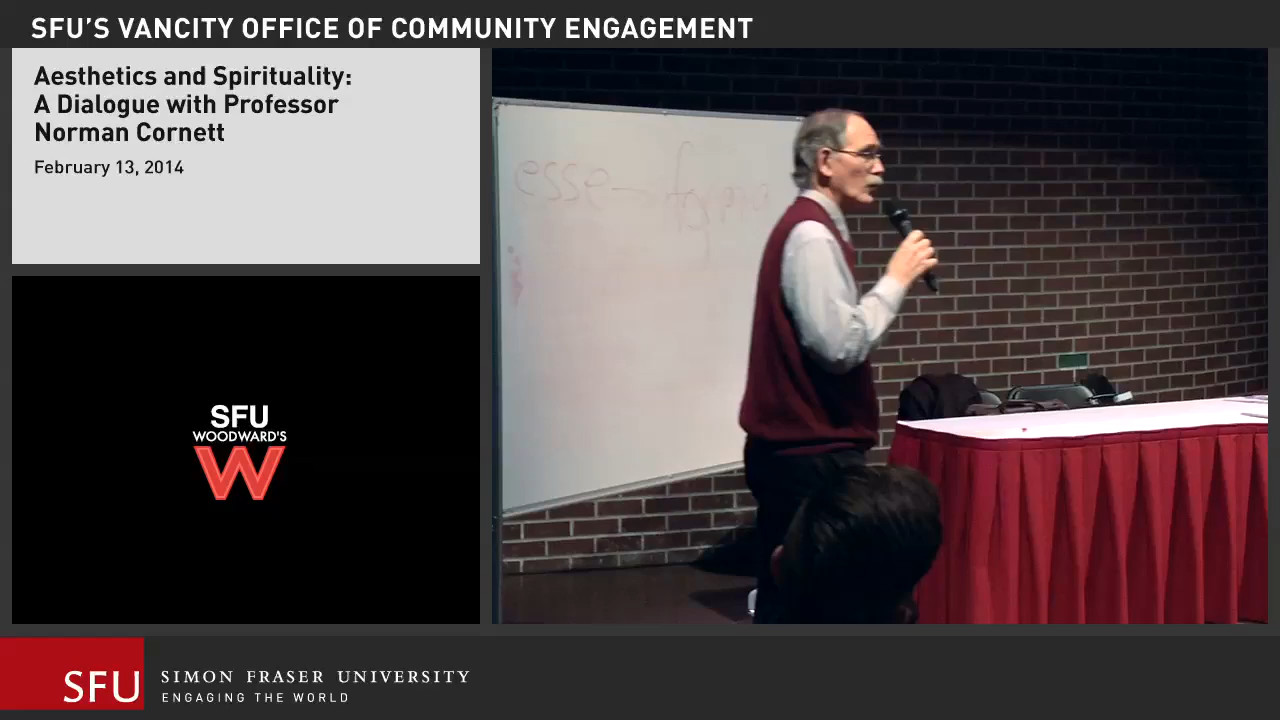 SFU'S VANCITY OFFICE OF COMMUNITY ENGAGEMENT
Aesthetics and Spirituality:
A Dialogue with Professor
Norman Cornett
February 13, 2014
esse
SFU
WOODWARD'S
W
SFU
SIMON FRASER UNIVERSITY
ENGAGING THE WORLD